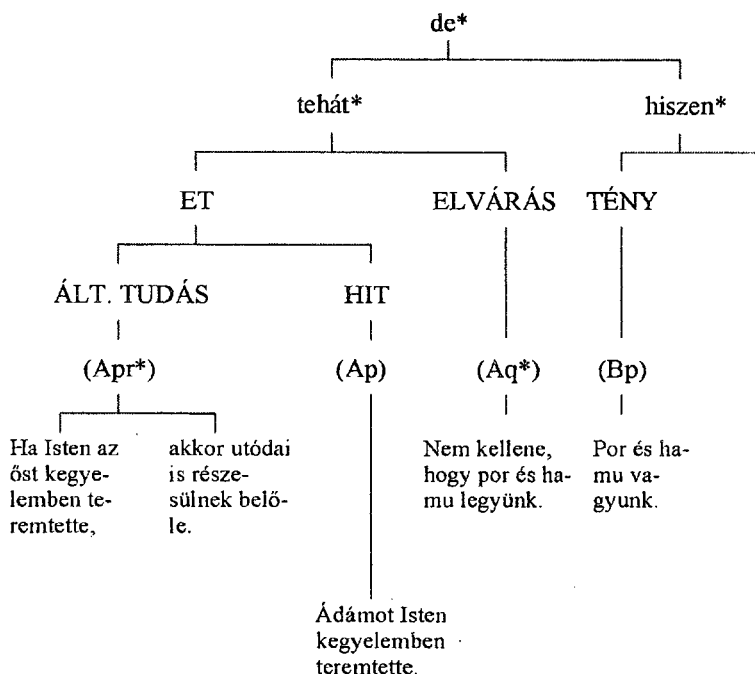 de*
tehát* hiszen*
ET ELVÁRÁS TÉNY
ÁLT. TUDÁS HIT
(Apr*) (Ap) (Aq*) (Bp)
Ha Isten az akkor utódai Nem kellene, Por és ha-
őst kegye- is része- hogy por és ha- mu va-
lemben te- sülnek belő- mu legyünk. gyunk.
remtette, le.
Ádámot Isten
kegyelemben
teremtette.